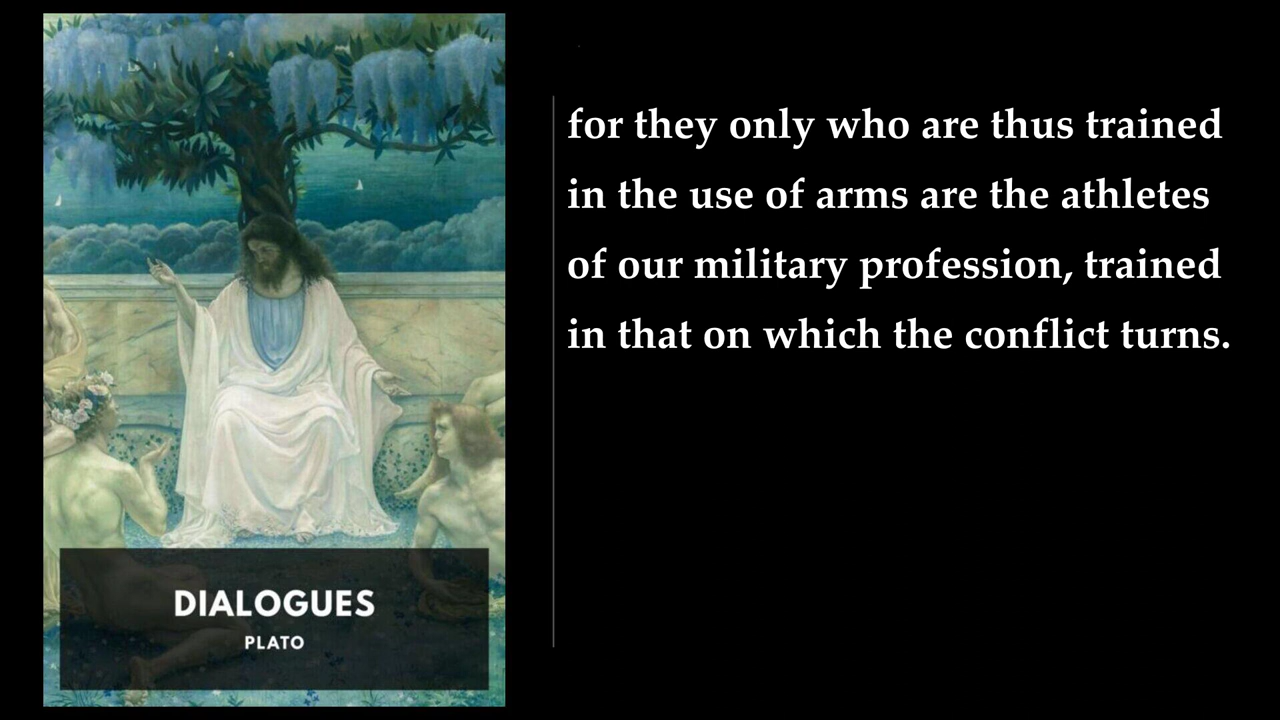 for they only who are thus trained
in the use of arms are the athletes
of our military profession, trained
in that on which the conflict turns.
DIALOGUES
PLATO